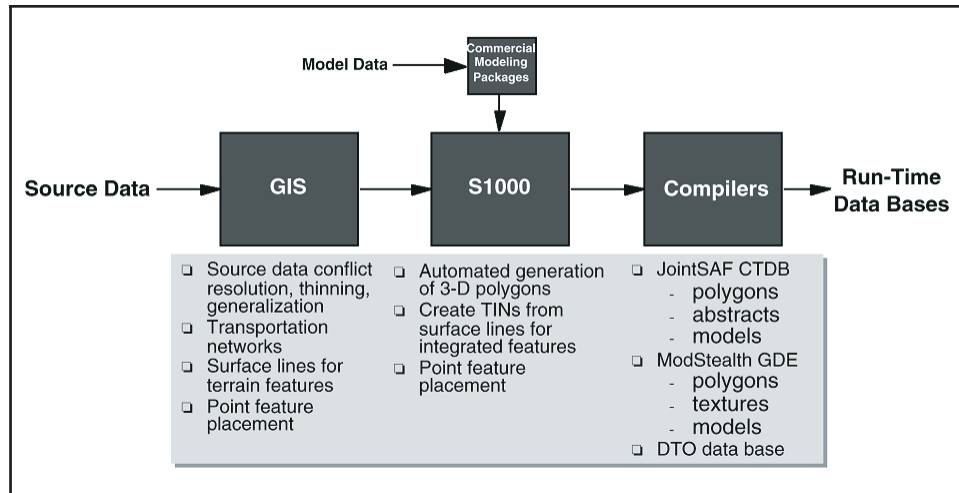 Model Data
Commercial
Modeling
Packages
Source Data
GIS
S1000
Compilers
Run-Time
Data Bases
❑ Source data conflict
resolution, thinning,
generalization
❑ Transportation
networks
❑ Surface lines for
terrain features
❑ Point feature
placement
❑ Automated generation
of 3-D polygons
❑ Create TINs from
surface lines for
integrated features
❑ Point feature
placement
❑ JointSAF CTDB
- polygons
- abstracts
- models
❑ ModStealth GDE
- polygons
- textures
- models
❑ DTO data base